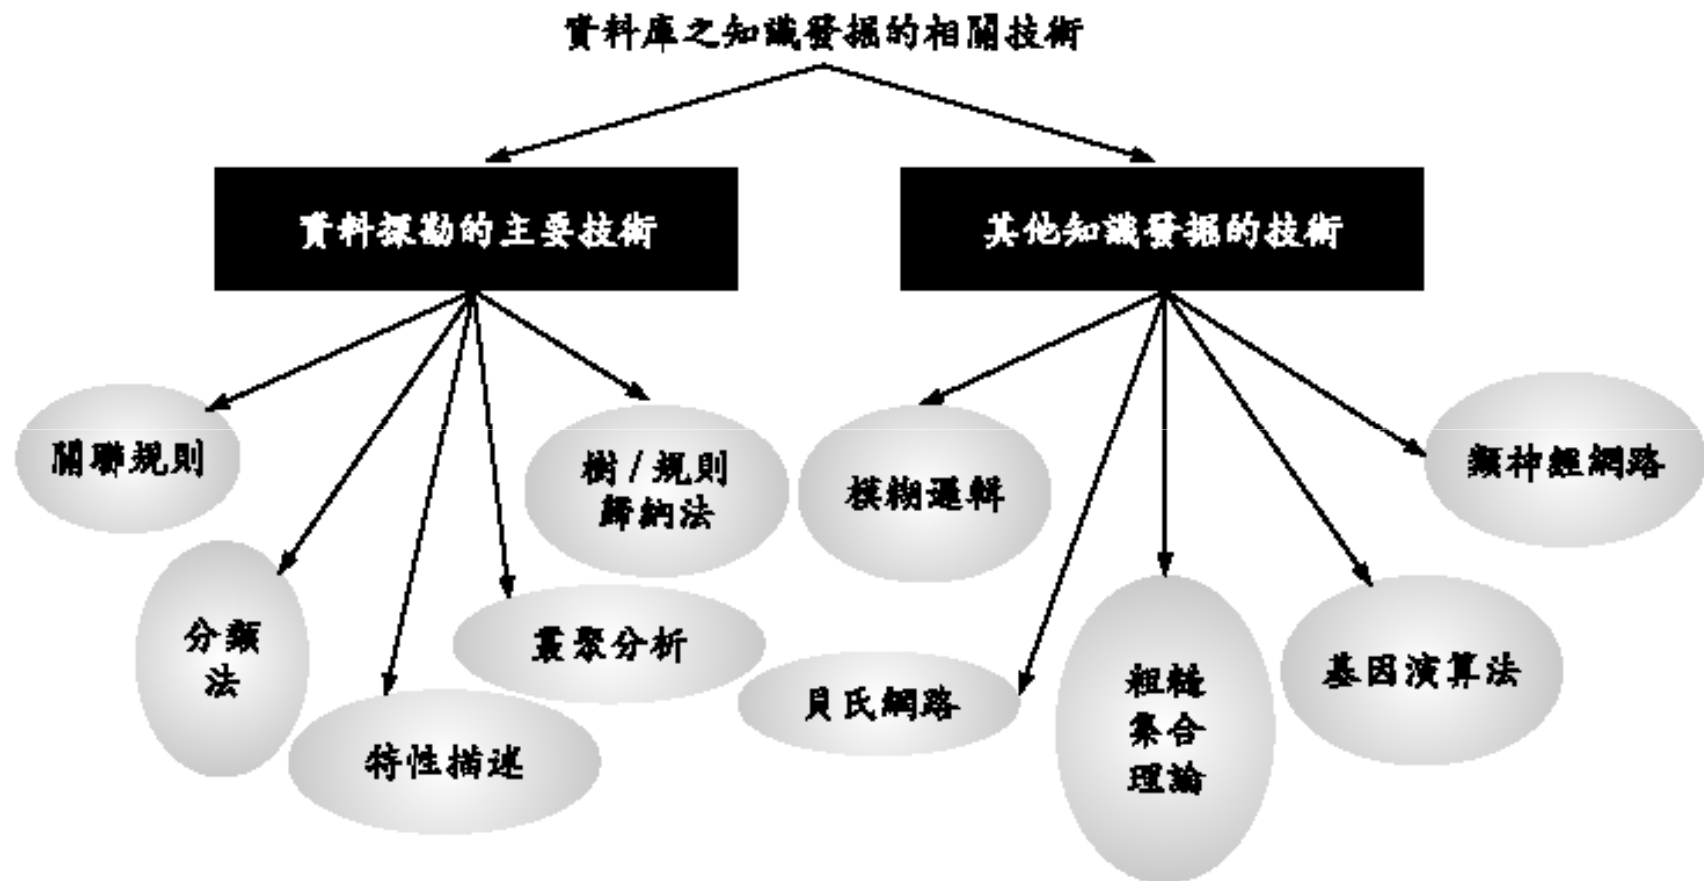 資料庫之知識發掘的相關技術
資料探勘的主要技術
其他知識發掘的技術
關聯規則
分類
法
特性描述
叢聚分析
樹 / 規則
歸納法
模糊邏輯
貝氏網路
粗糙
集合
理論
基因演算法
類神經網路